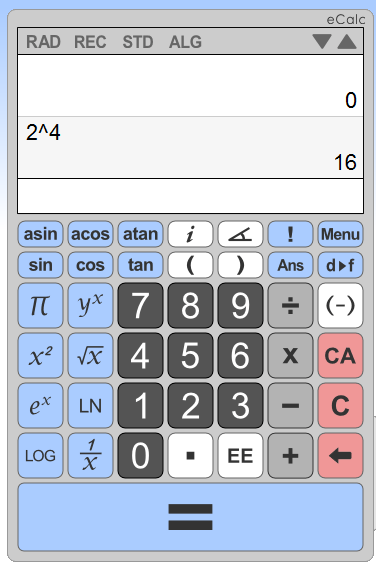 eCalc
RAD REC STD ALG
0
2^4
16
asin acos atan i ∠ ! Menu
sin cos tan ( ) Ans d▸f
π yˣ 7 8 9 ÷ (−)
x² √x 4 5 6 x CA
eˣ LN 1 2 3 − C
LOG 1/x 0 . EE + ←
=